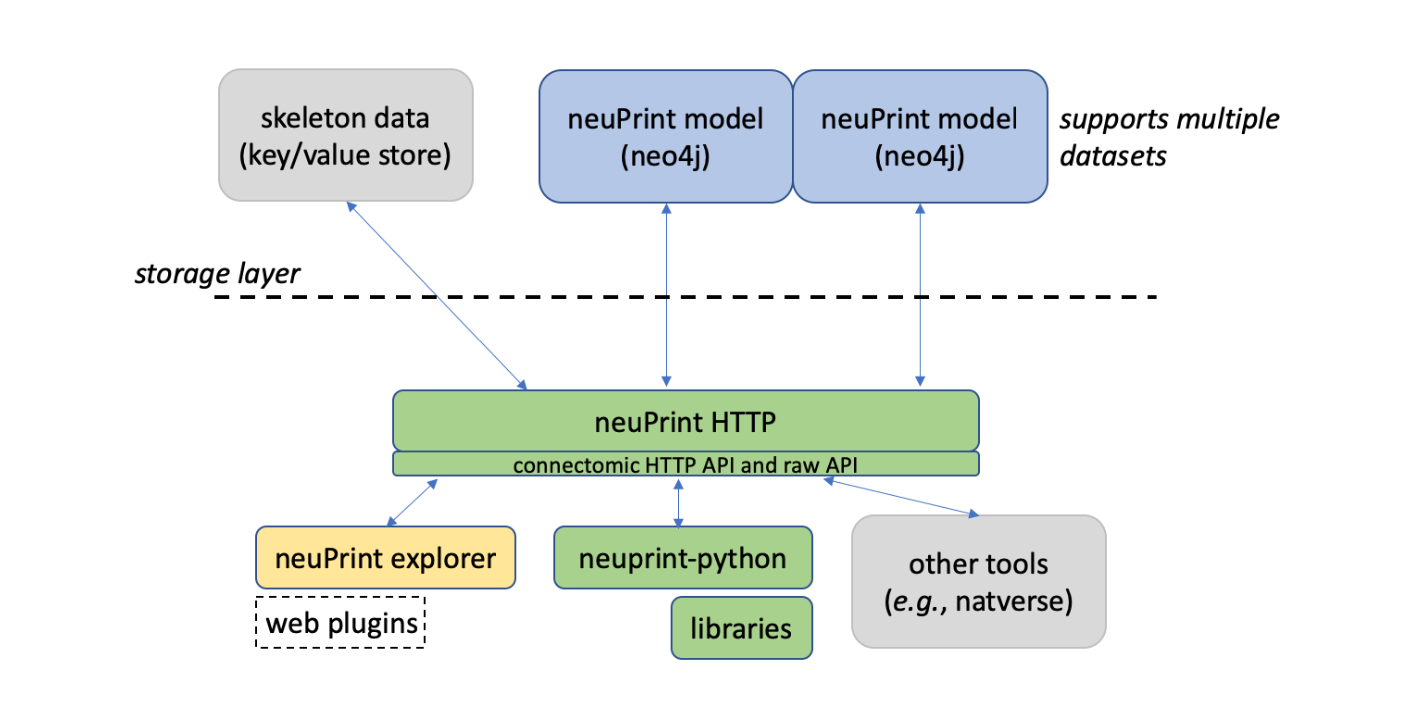 skeleton data
(key/value store)
neuPrint model
(neo4j)
neuPrint model
(neo4j)
supports multiple
datasets
storage layer
neuPrint HTTP
connectomic HTTP API and raw API
neuPrint explorer
web plugins
neuprint-python
libraries
other tools
(e.g., natverse)